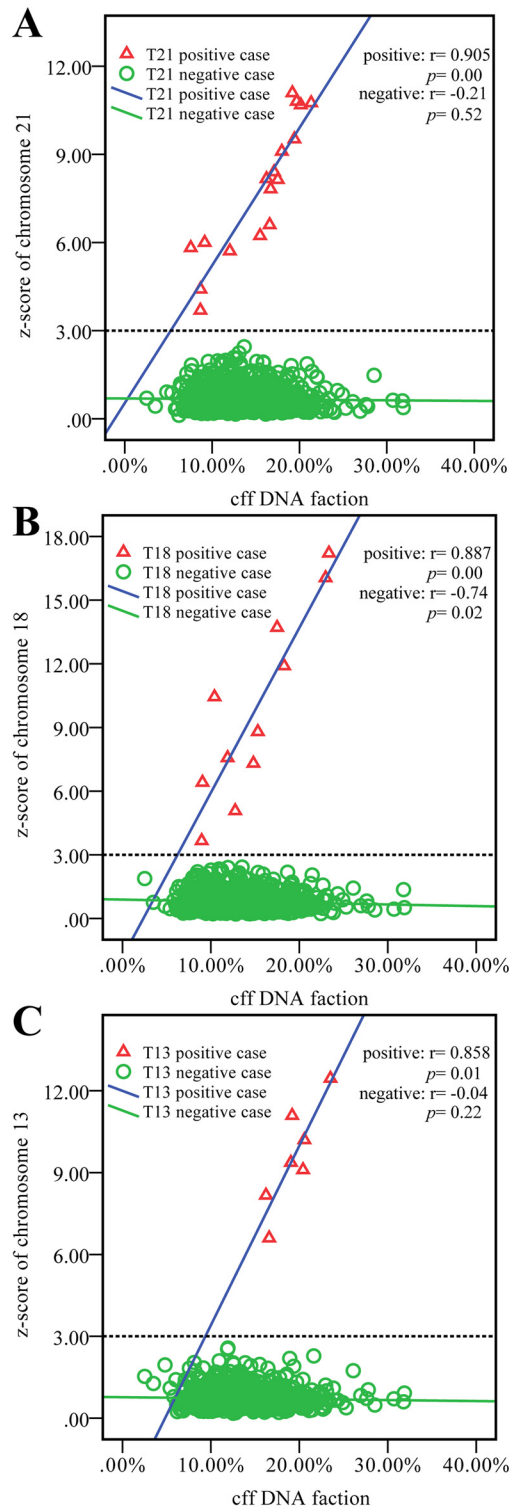 A
T21 positive case
T21 negative case
T21 positive case
T21 negative case
positive: r= 0.905
p= 0.00
negative: r= -0.21
p= 0.52
z-score of chromosome 21
12.00
9.00
6.00
3.00
.00
.00% 10.00% 20.00% 30.00% 40.00%
cff DNA faction
B
T18 positive case
T18 negative case
T18 positive case
T18 negative case
positive: r= 0.887
p= 0.00
negative: r= -0.74
p= 0.02
z-score of chromosome 18
18.00
15.00
12.00
9.00
6.00
3.00
.00
.00% 10.00% 20.00% 30.00% 40.00%
cff DNA faction
C
T13 positive case
T13 negative case
T13 positive case
T13 negative case
positive: r= 0.858
p= 0.01
negative: r= -0.04
p= 0.22
z-score of chromosome 13
12.00
9.00
6.00
3.00
.00
.00% 10.00% 20.00% 30.00% 40.00%
cff DNA faction